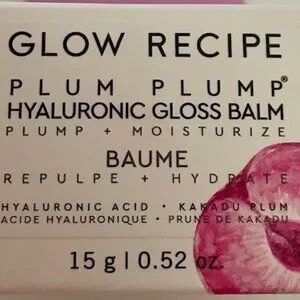 GLOW RECIPE
PLUM PLUMP®
HYALURONIC GLOSS BALM
PLUMP + MOISTURIZE
BAUME
REPULPE + HYDRATE
HYALURONIC ACID • KAKADU PLUM
ACIDE HYALURONIQUE • PRUNE DE KAKADU
15 g | 0.52 oz.